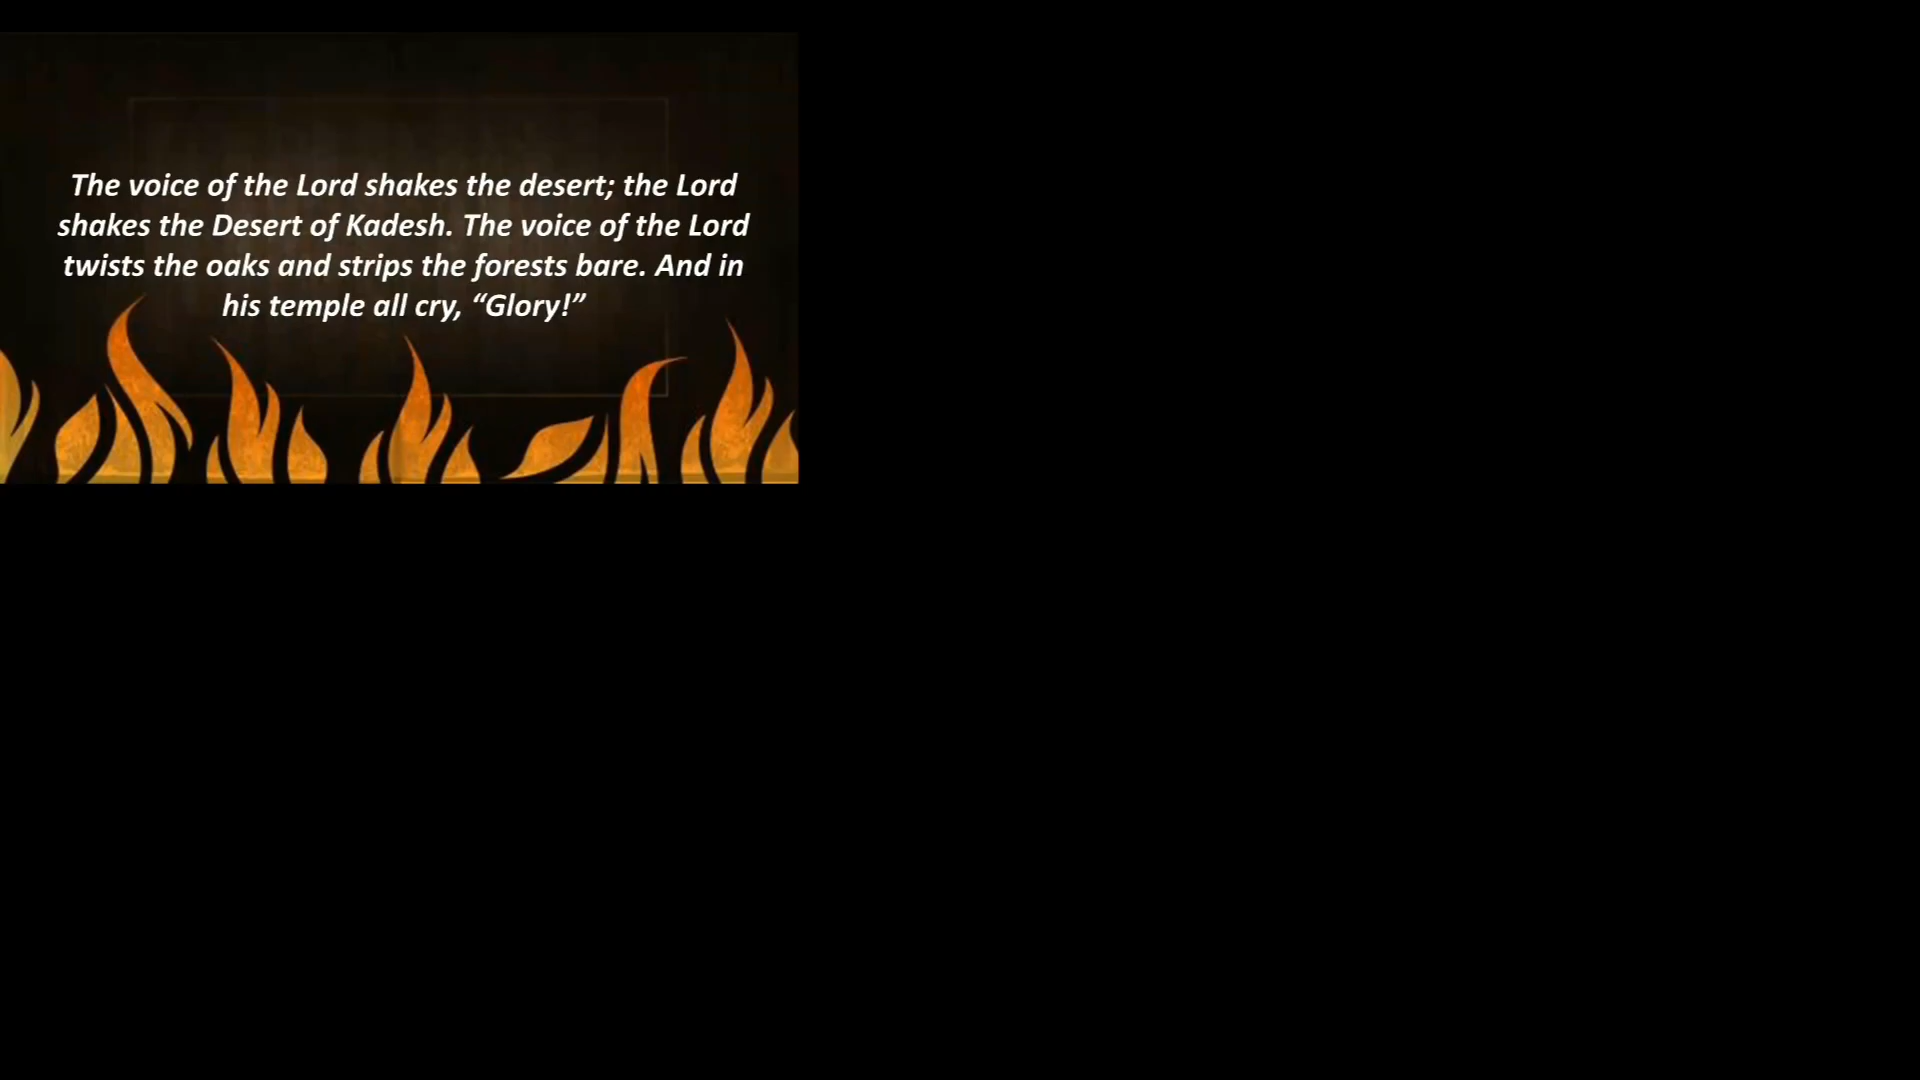 The voice of the Lord shakes the desert; the Lord
shakes the Desert of Kadesh. The voice of the Lord
twists the oaks and strips the forests bare. And in
his temple all cry, “Glory!”